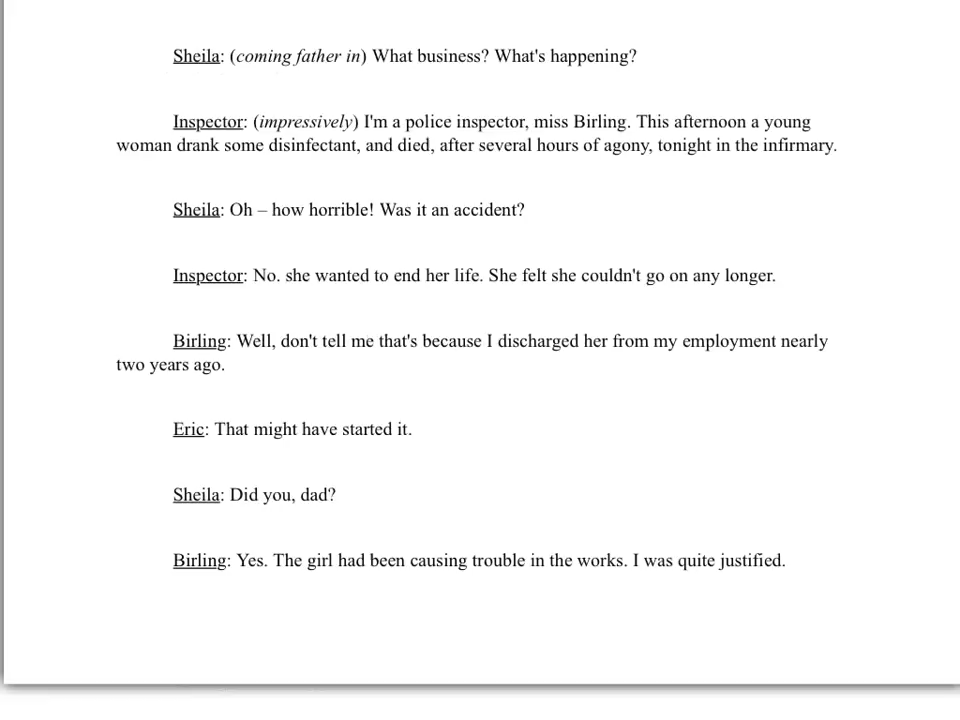 Sheila: (coming father in) What business? What's happening?
Inspector: (impressively) I'm a police inspector, miss Birling. This afternoon a young
woman drank some disinfectant, and died, after several hours of agony, tonight in the infirmary.
Sheila: Oh – how horrible! Was it an accident?
Inspector: No. she wanted to end her life. She felt she couldn't go on any longer.
Birling: Well, don't tell me that's because I discharged her from my employment nearly
two years ago.
Eric: That might have started it.
Sheila: Did you, dad?
Birling: Yes. The girl had been causing trouble in the works. I was quite justified.